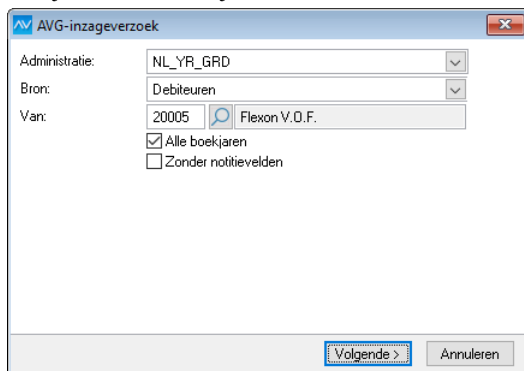 AVG-inzageverzoek
Administratie: NL_YR_GRD
Bron: Debiteuren
Van: 20005 Flexon V.O.F.
Alle boekjaren
Zonder notitievelden
Volgende > Annuleren